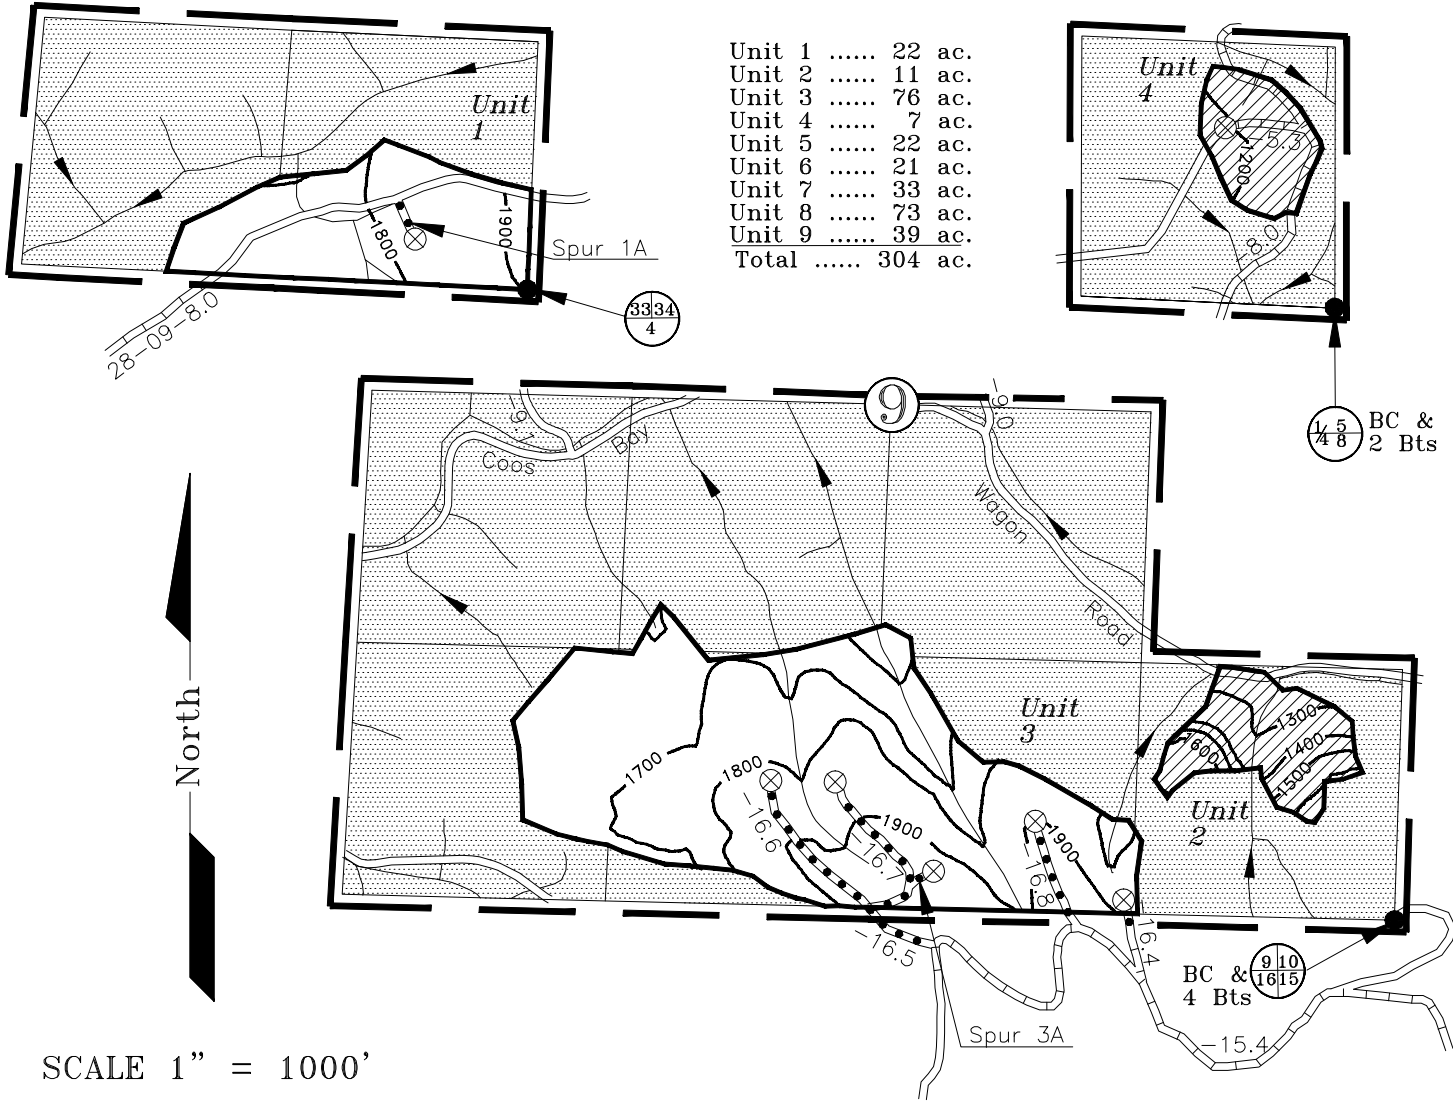 Unit
1
1800
1900
Spur 1A
28-09-8.0
33 34
4
Unit 1 ...... 22 ac.
Unit 2 ...... 11 ac.
Unit 3 ...... 76 ac.
Unit 4 ...... 7 ac.
Unit 5 ...... 22 ac.
Unit 6 ...... 21 ac.
Unit 7 ...... 33 ac.
Unit 8 ...... 73 ac.
Unit 9 ...... 39 ac.
Total ...... 304 ac.
Unit
4
-15.3
1200
-8.0
1/4 5
8
BC &
2 Bts
9
-9.1
-9.0
Coos Bay
Wagon
Road
North
Unit
3
1700
1800
1900
1900
-16.6
-16.7
-16.8
-16.5
-16.4
1300
1400
1500
1600
Unit
2
BC &
4 Bts
9 10
16 15
Spur 3A
-15.4
SCALE 1" = 1000'